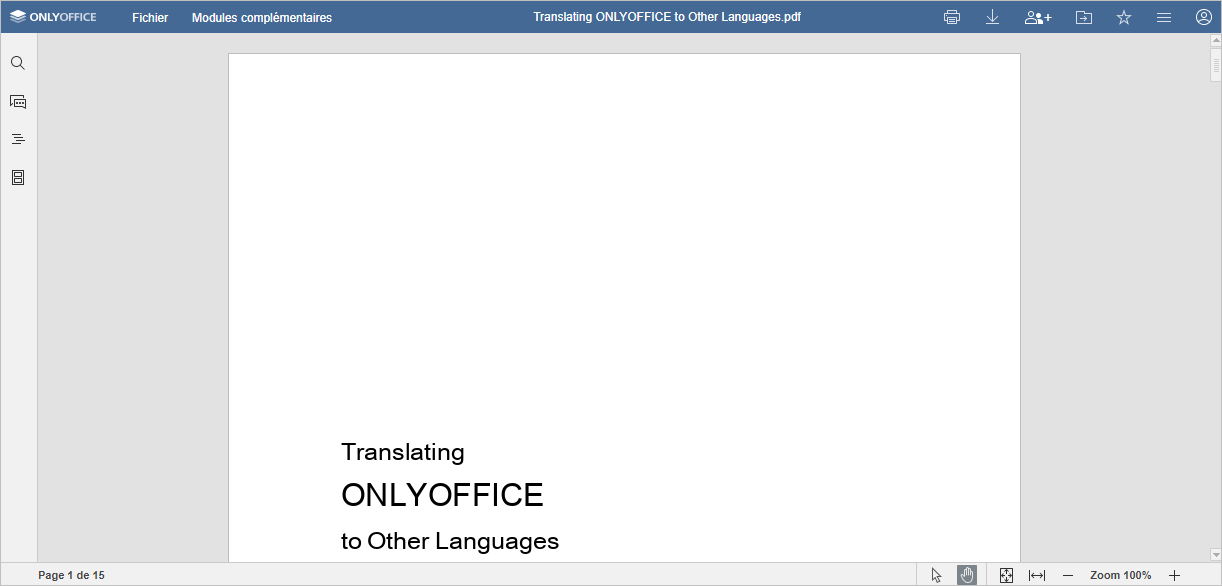 ONLYOFFICE Fichier Modules complémentaires Translating ONLYOFFICE to Other Languages.pdf
Translating
ONLYOFFICE
to Other Languages
Page 1 de 15 Zoom 100%